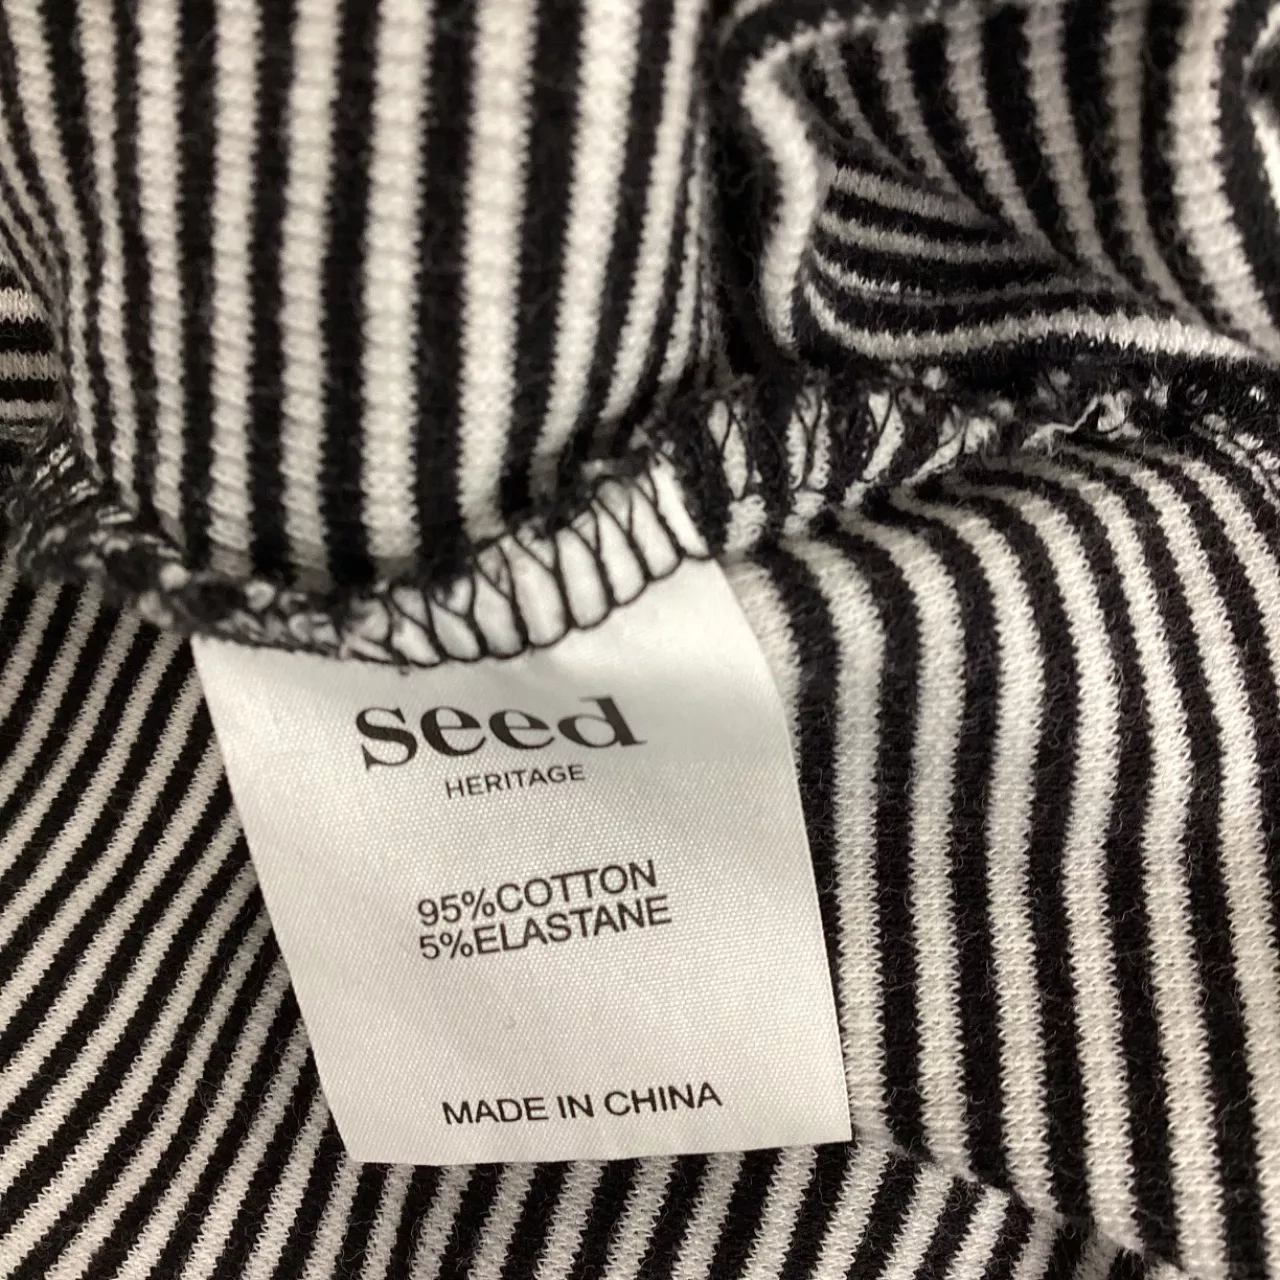 seed
HERITAGE
95%COTTON
5%ELASTANE
MADE IN CHINA